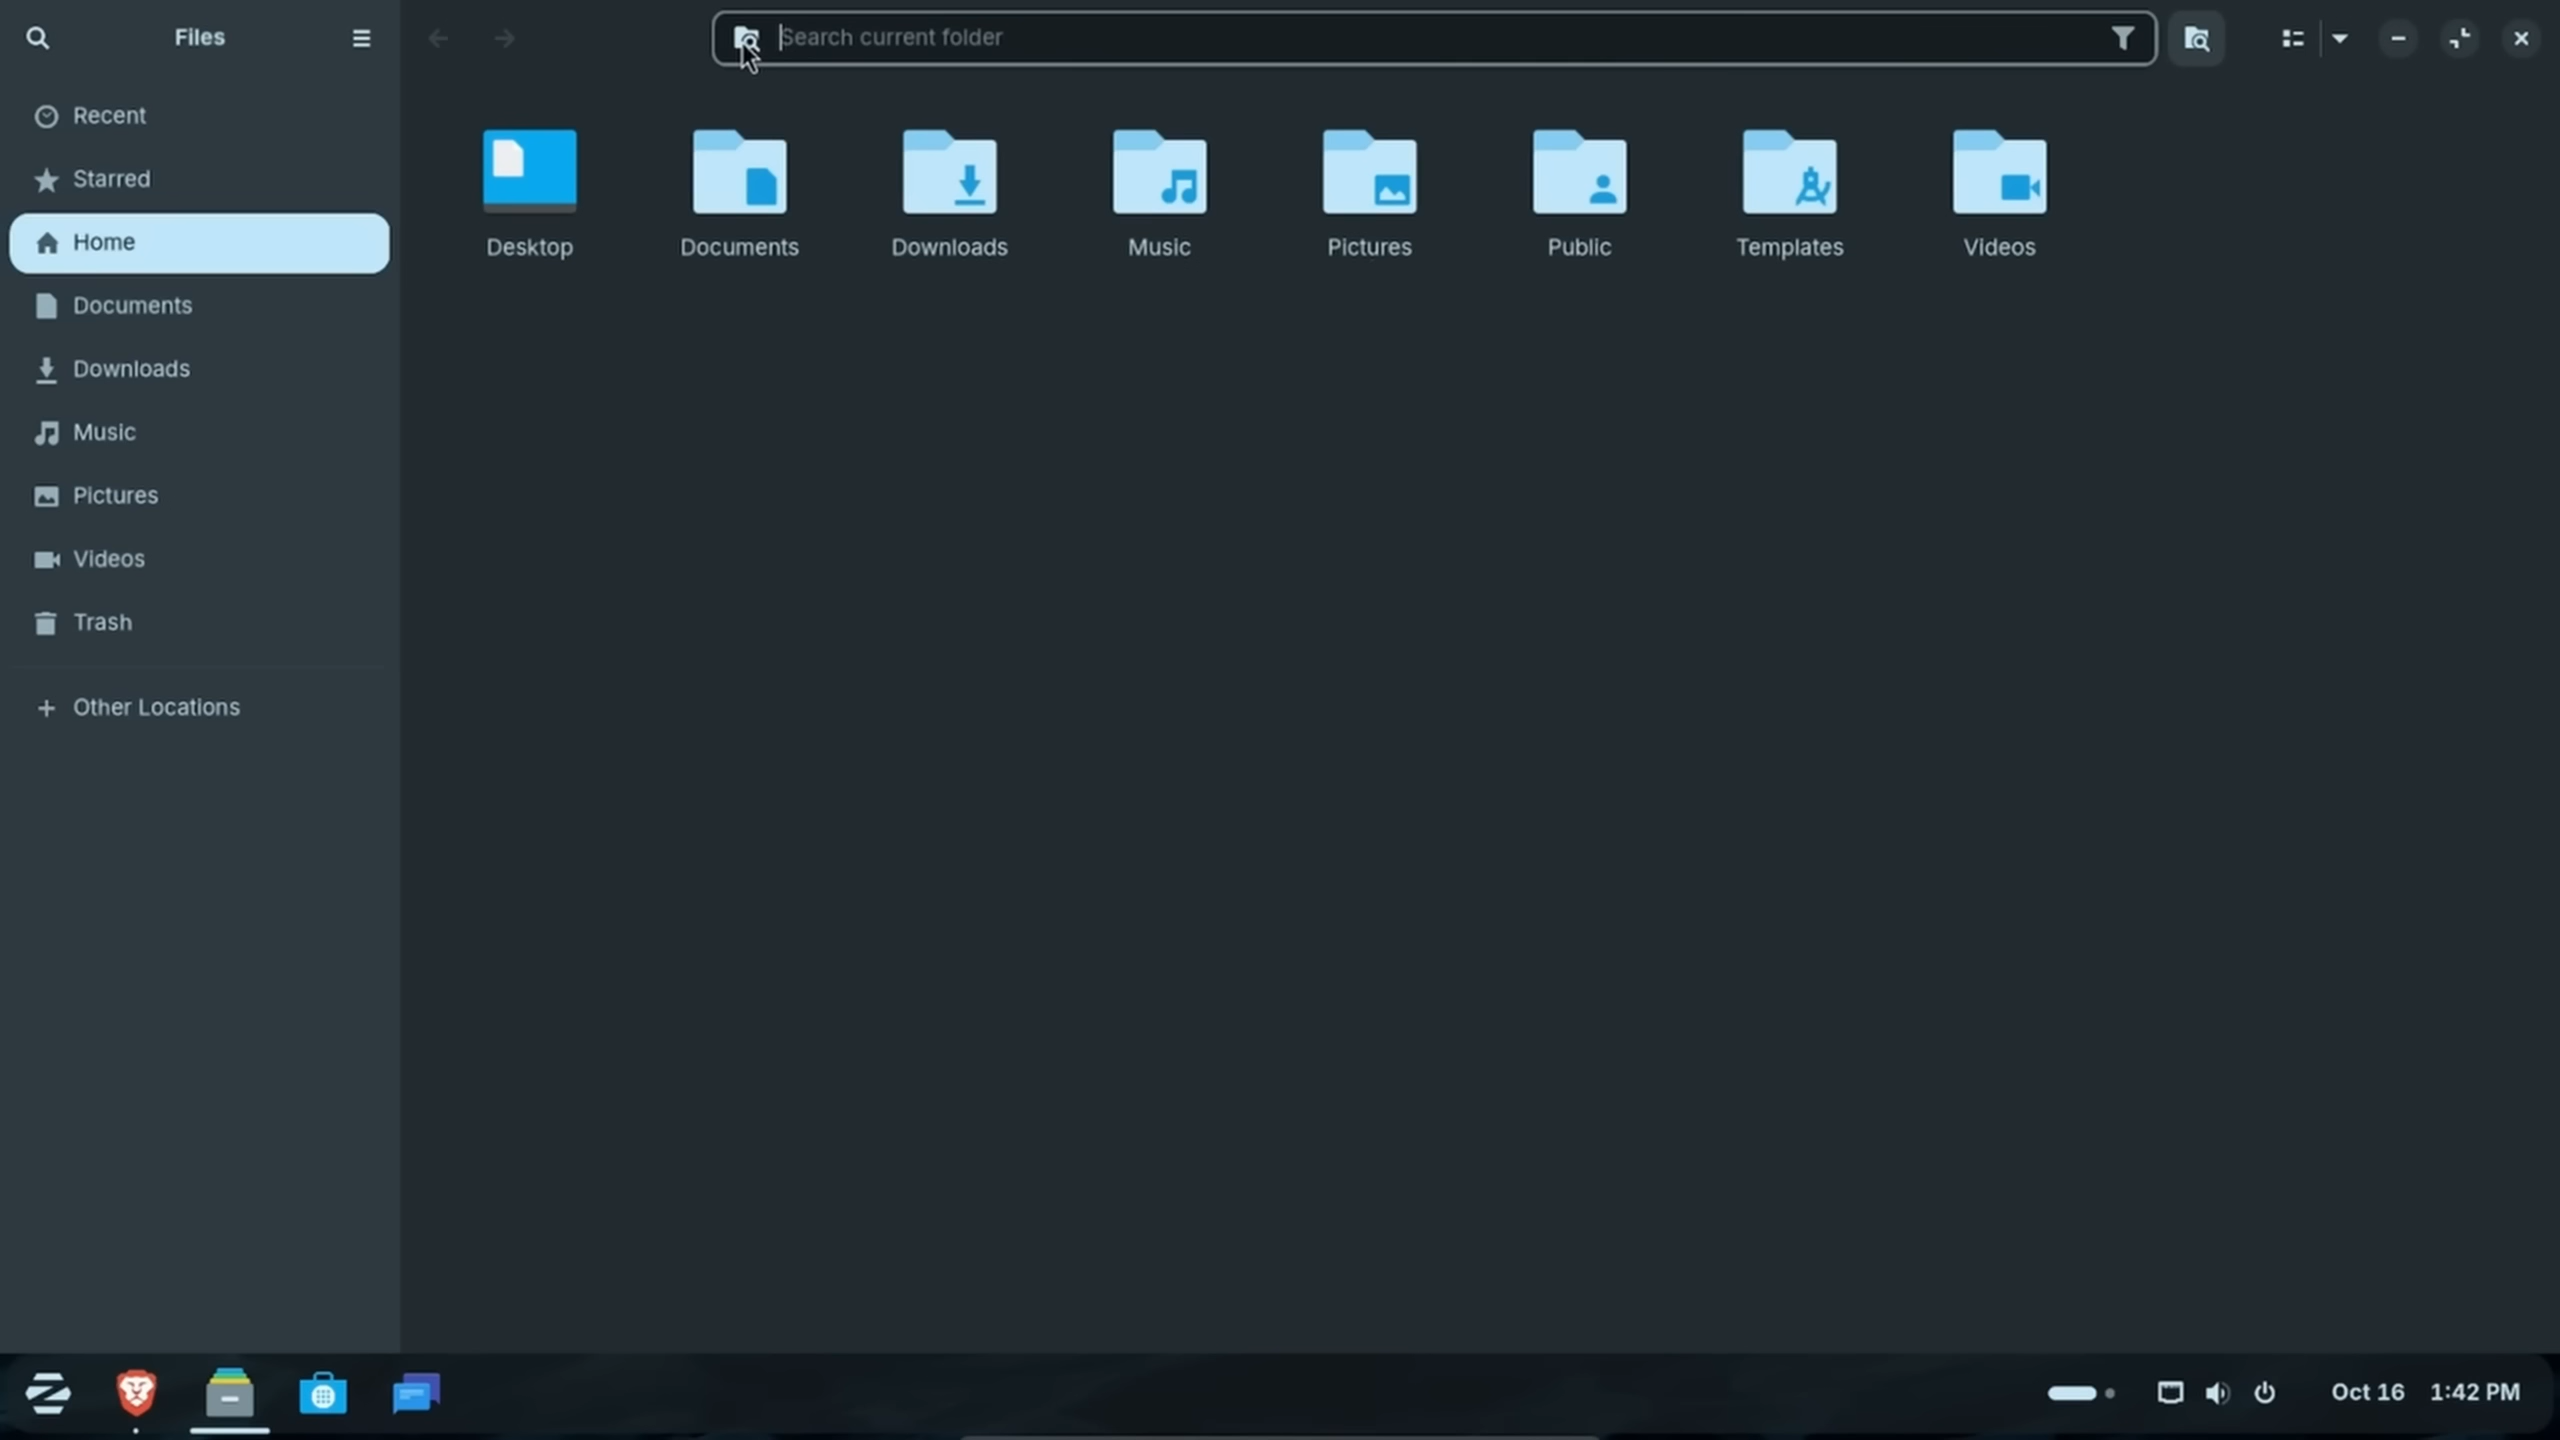 Files
Search current folder
Recent
Starred
Home
Documents
Downloads
Music
Pictures
Videos
Trash
Other Locations
Desktop
Documents
Downloads
Music
Pictures
Public
Templates
Videos
Oct 16 1:42 PM